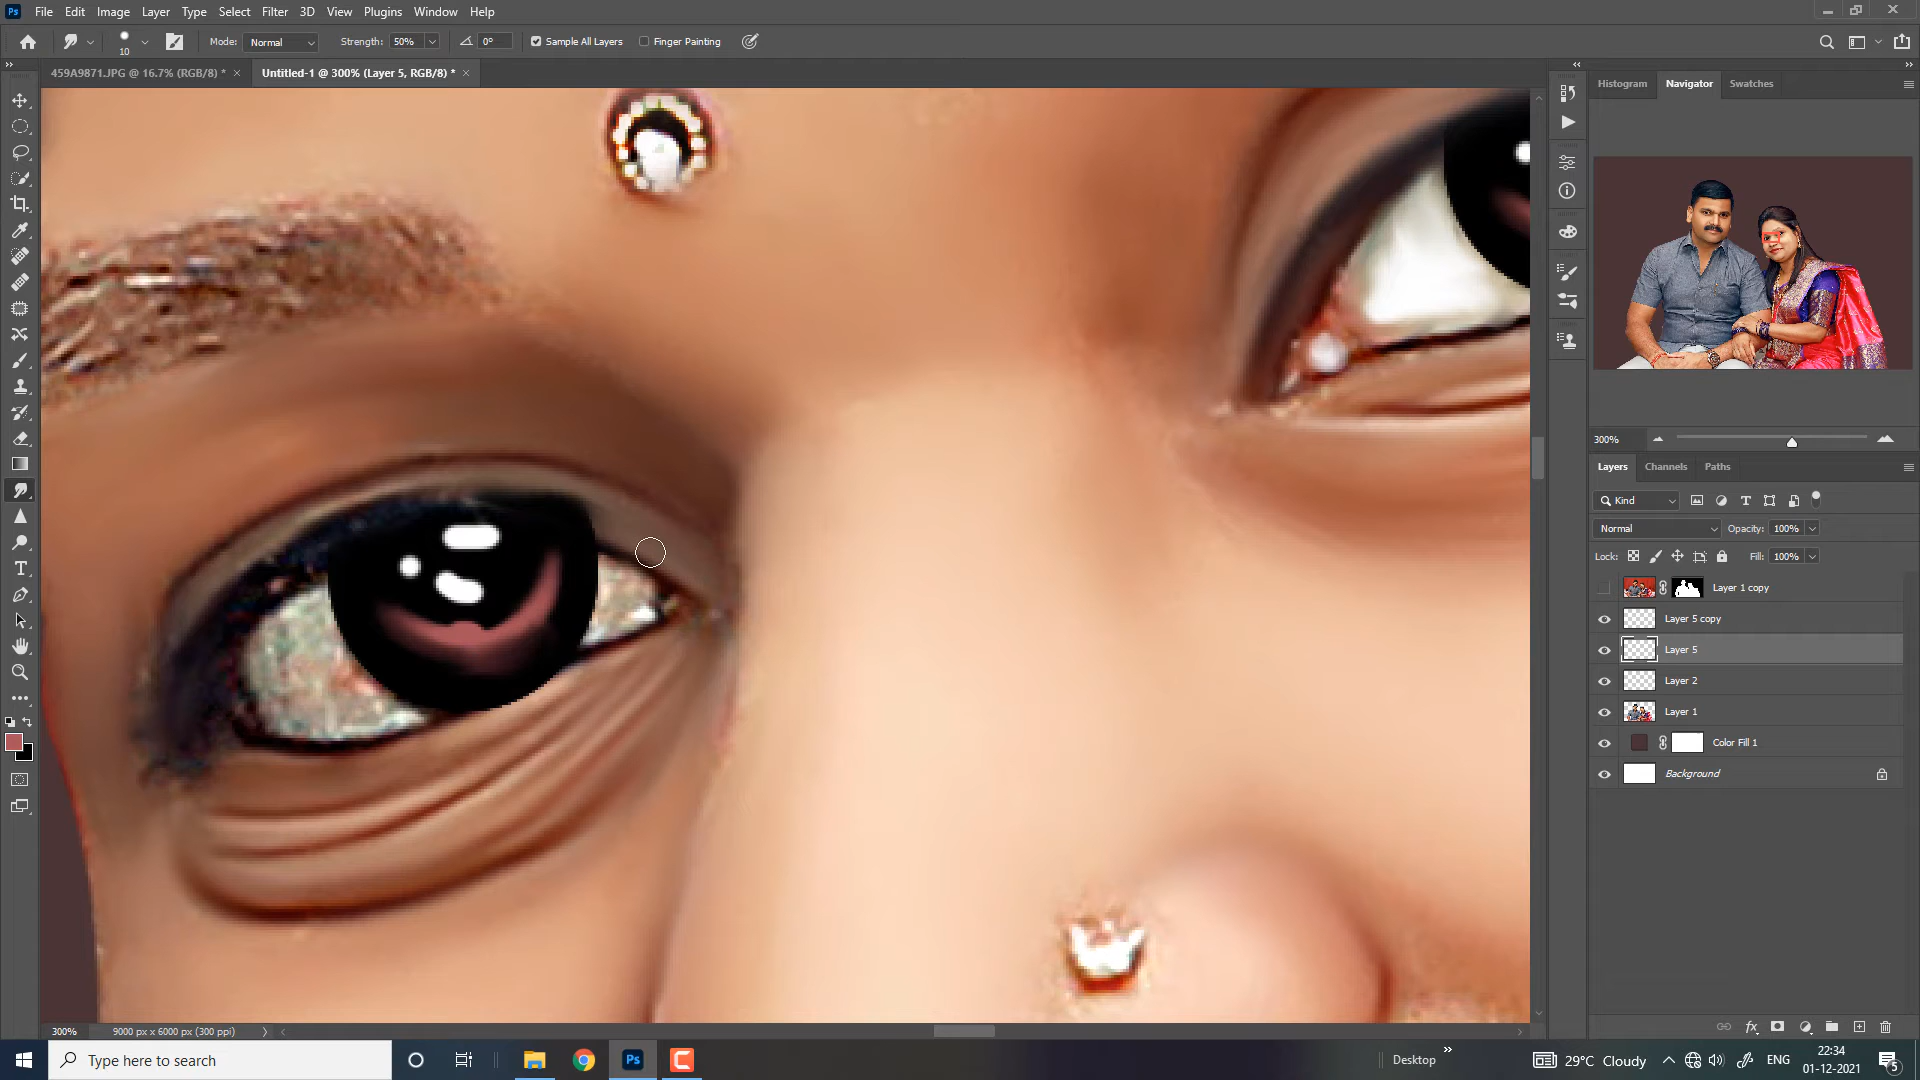 Ps File Edit Image Layer Type Select Filter 3D View Plugins Window Help
10 Mode: Normal Strength: 50% 0° Sample All Layers Finger Painting
459A9871.JPG @ 16.7% (RGB/8) * × Untitled-1 @ 300% (Layer 5, RGB/8) * ×
Histogram Navigator Swatches
300%
Layers Channels Paths
Kind
Normal Opacity: 100%
Lock: Fill: 100%
Layer 1 copy
Layer 5 copy
Layer 5
Layer 2
Layer 1
Color Fill 1
Background
300% 9000 px x 6000 px (300 ppi)
Type here to search
Ps
Desktop
29°C Cloudy
ENG
22:34
01-12-2021
5